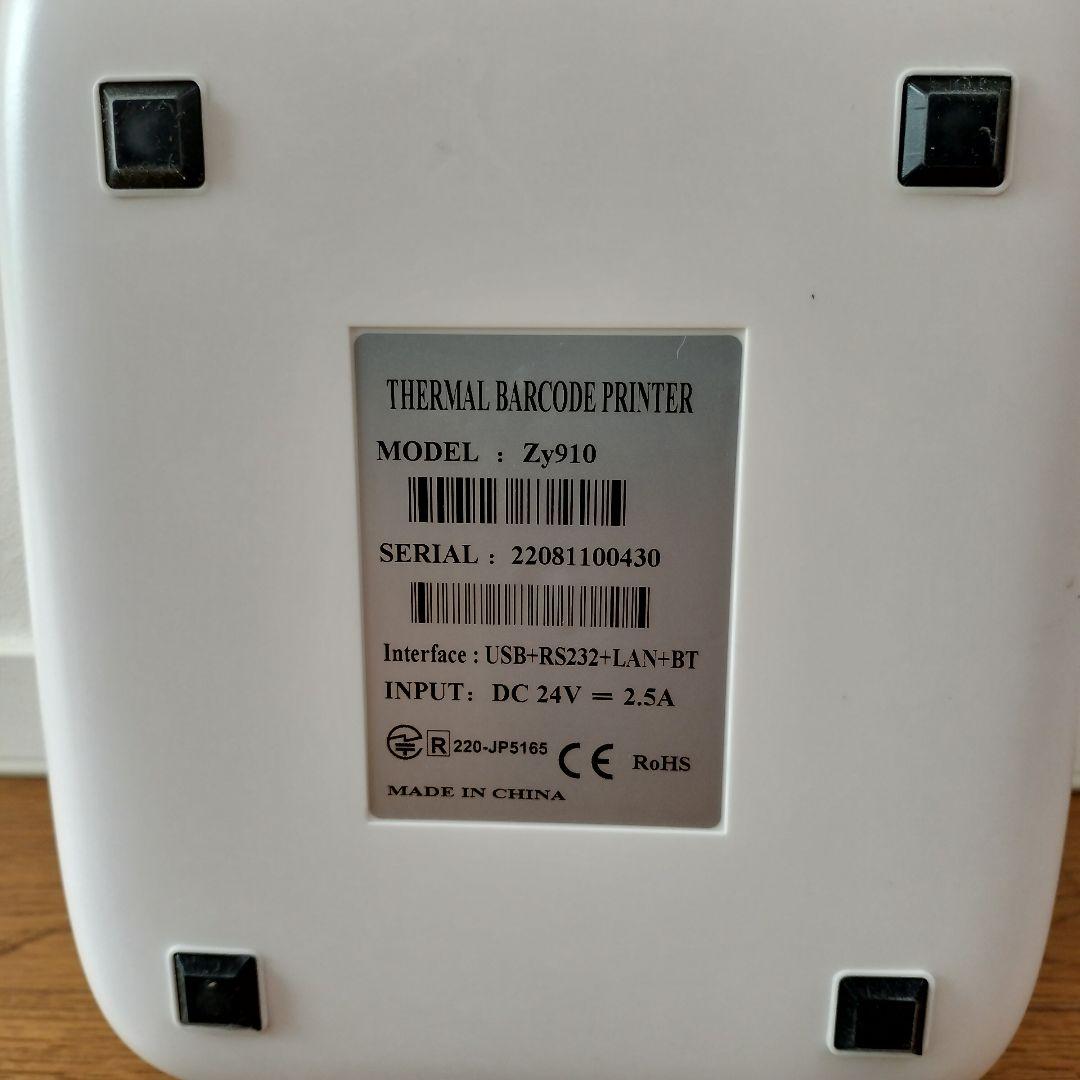 THERMAL BARCODE PRINTER
MODEL : Zy910
SERIAL : 22081100430
Interface : USB+RS232+LAN+BT
INPUT: DC 24V ⎓ 2.5A
R 220-JP5165 CE RoHS
MADE IN CHINA